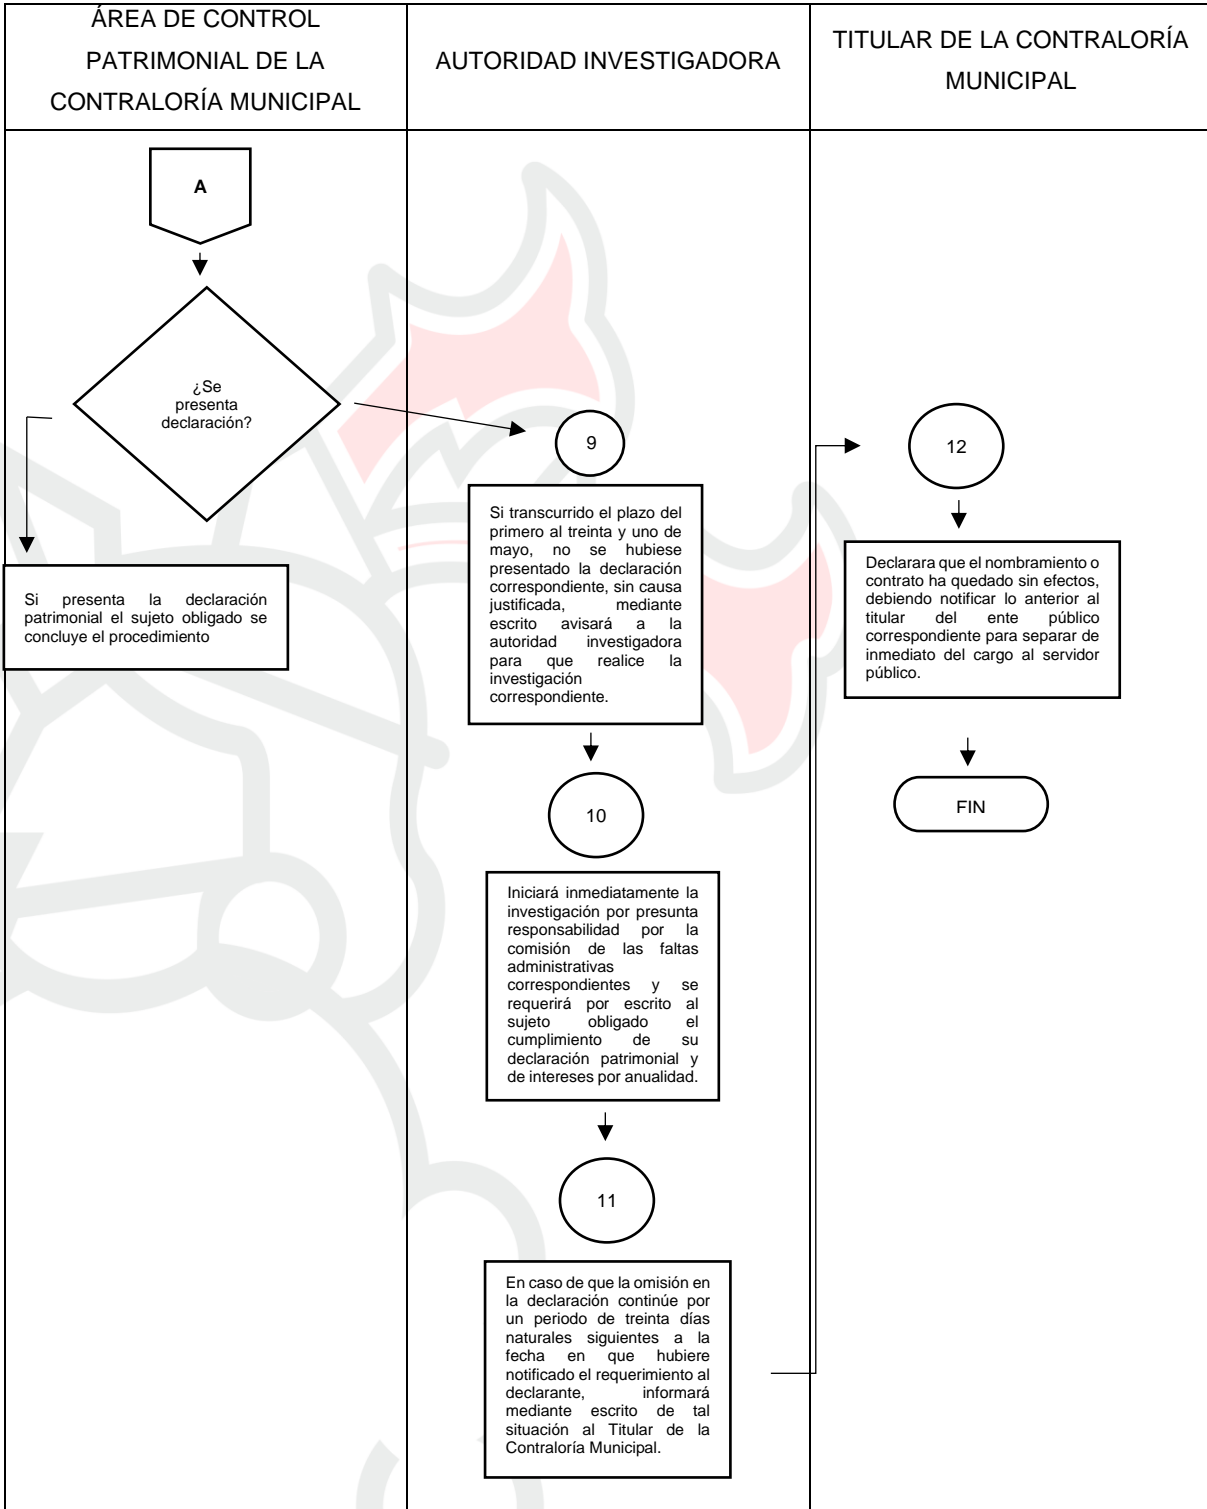 ÁREA DE CONTROL
PATRIMONIAL DE LA
CONTRALORÍA MUNICIPAL
AUTORIDAD INVESTIGADORA
TITULAR DE LA CONTRALORÍA
MUNICIPAL
A
¿Se
presenta
declaración?
Si presenta la declaración
patrimonial el sujeto obligado se
concluye el procedimiento
9
Si transcurrido el plazo del
primero al treinta y uno de
mayo, no se hubiese
presentado la declaración
correspondiente, sin causa
justificada, mediante
escrito avisará a la
autoridad investigadora
para que realice la
investigación
correspondiente.
10
Iniciará inmediatamente la
investigación por presunta
responsabilidad por la
comisión de las faltas
administrativas
correspondientes y se
requerirá por escrito al
sujeto obligado el
cumplimiento de su
declaración patrimonial y
de intereses por anualidad.
11
En caso de que la omisión en
la declaración continúe por
un periodo de treinta días
naturales siguientes a la
fecha en que hubiere
notificado el requerimiento al
declarante, informará
mediante escrito de tal
situación al Titular de la
Contraloría Municipal.
12
Declarara que el nombramiento o
contrato ha quedado sin efectos,
debiendo notificar lo anterior al
titular del ente público
correspondiente para separar de
inmediato del cargo al servidor
público.
FIN